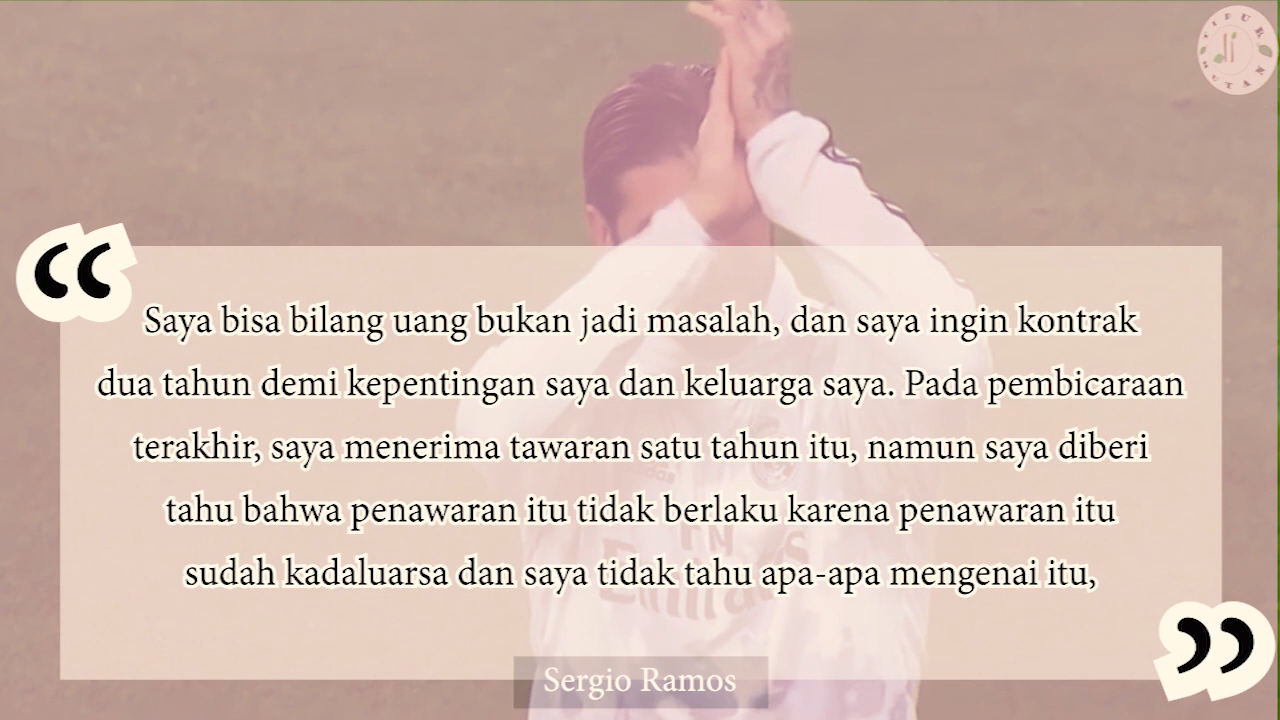 Saya bisa bilang uang bukan jadi masalah, dan saya ingin kontrak
dua tahun demi kepentingan saya dan keluarga saya. Pada pembicaraan
terakhir, saya menerima tawaran satu tahun itu, namun saya diberi
tahu bahwa penawaran itu tidak berlaku karena penawaran itu
sudah kadaluarsa dan saya tidak tahu apa-apa mengenai itu,
Sergio Ramos